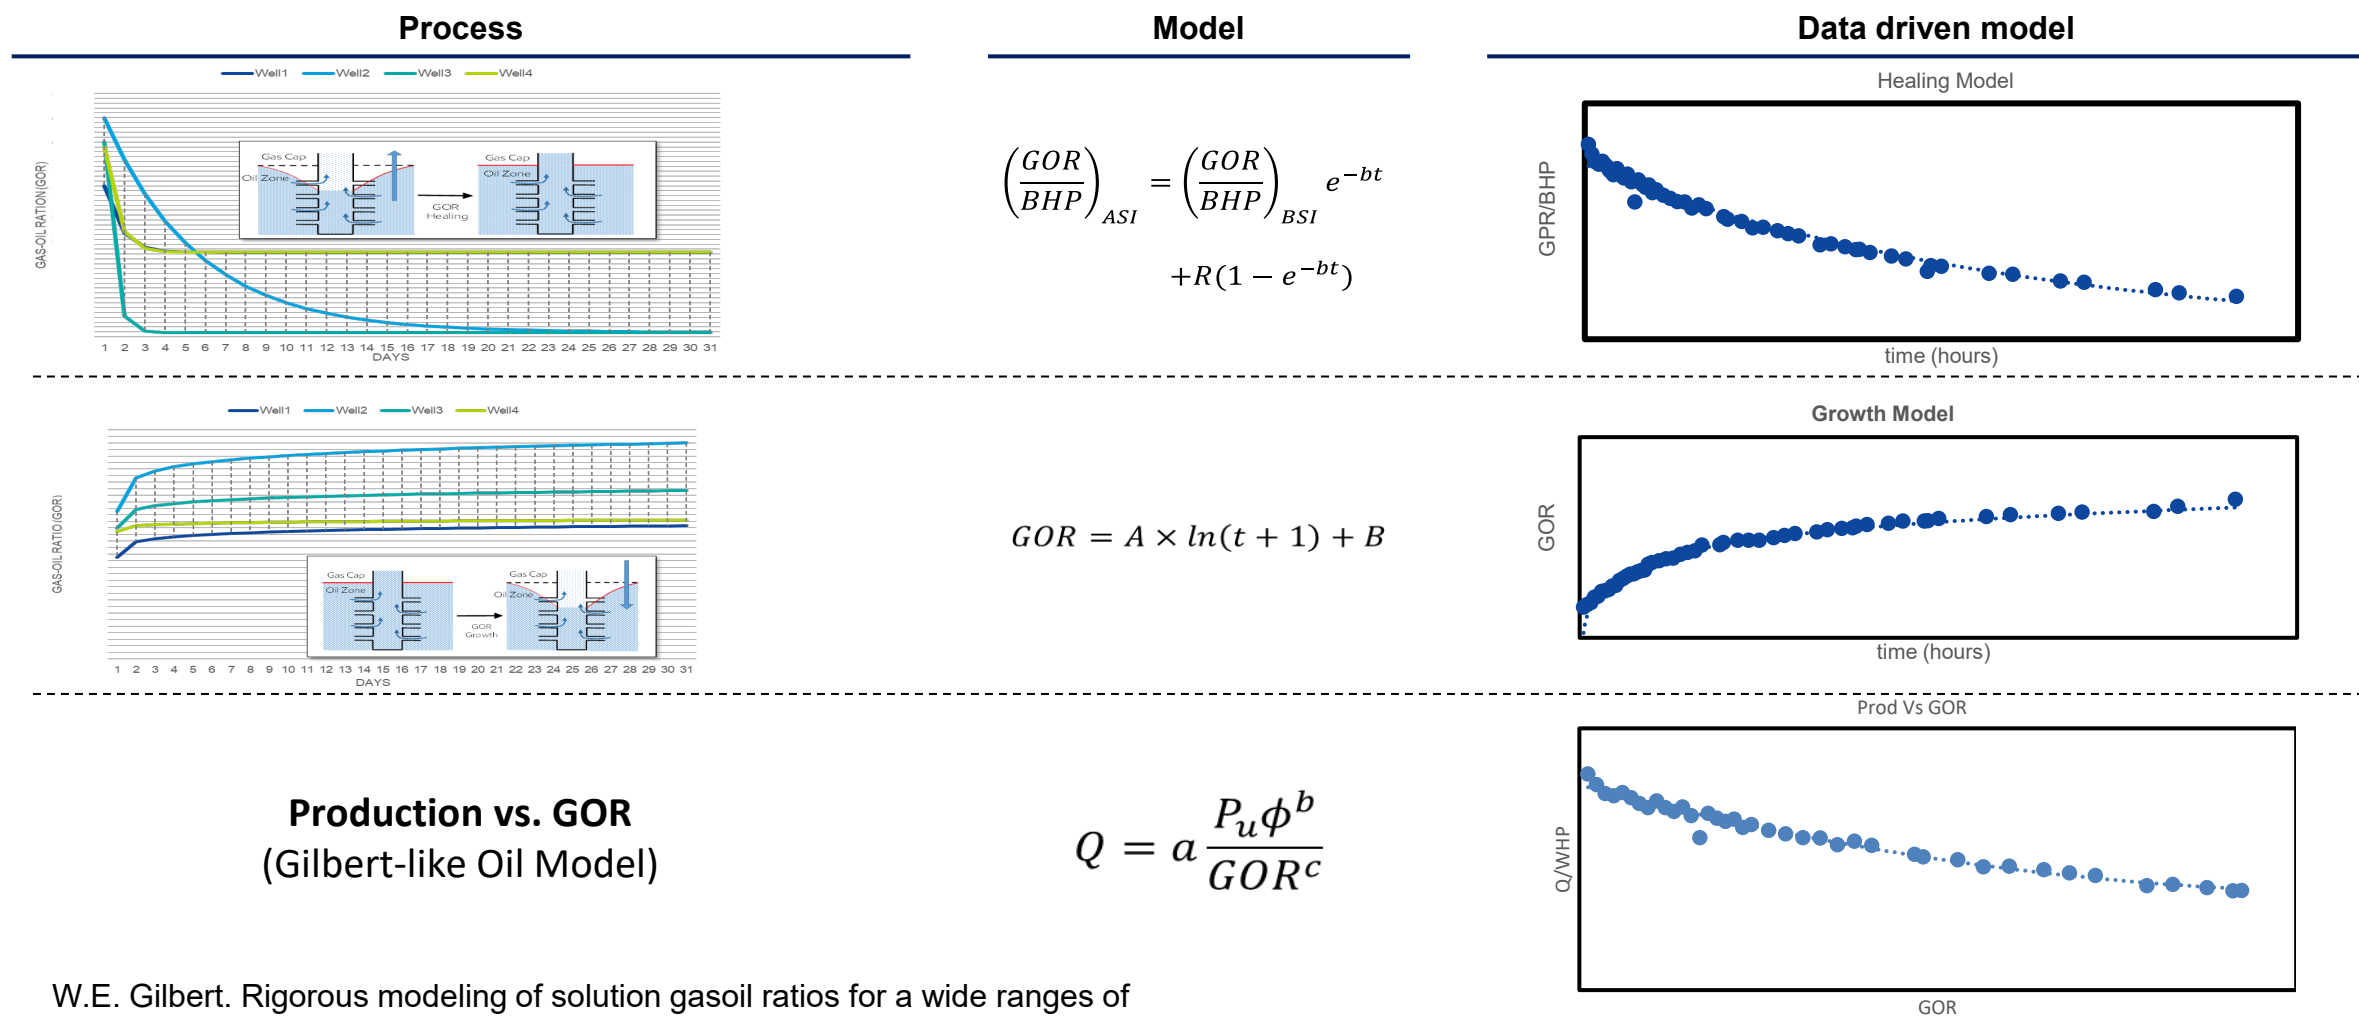 Process
Model
Data driven model
Well1 Well2 Well3 Well4
GAS-OIL RATION(GOR)
Gas Cap
Oil Zone
GOR
Healing
Gas Cap
Oil Zone
1 2 3 4 5 6 7 8 9 10 11 12 13 14 15 16 17 18 19 20 21 22 23 24 25 26 27 28 29 30 31
DAYS
(GOR/BHP)_ASI = (GOR/BHP)_BSI e^{-bt}
+R(1 − e^{-bt})
Healing Model
GPR/BHP
time (hours)
Well1 Well2 Well3 Well4
GAS-OIL RATIO(GOR)
Gas Cap
Oil Zone
GOR
Growth
Gas Cap
Oil Zone
1 2 3 4 5 6 7 8 9 10 11 12 13 14 15 16 17 18 19 20 21 22 23 24 25 26 27 28 29 30 31
DAYS
GOR = A × ln(t + 1) + B
Growth Model
GOR
time (hours)
Production vs. GOR
(Gilbert-like Oil Model)
Q = a P_u ϕ^b / GOR^c
Prod Vs GOR
Q/WHP
GOR
W.E. Gilbert. Rigorous modeling of solution gasoil ratios for a wide ranges of